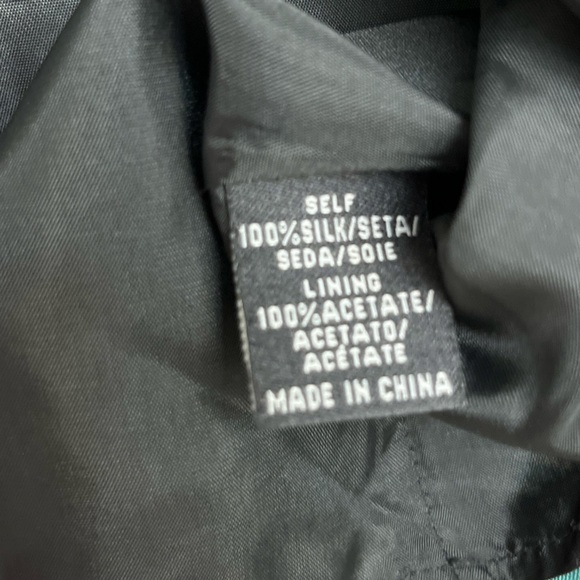 SELF
100%SILK/SETA/
SEDA/SOIE
LINING
100%ACETATE/
ACETATO/
ACÉTATE
MADE IN CHINA